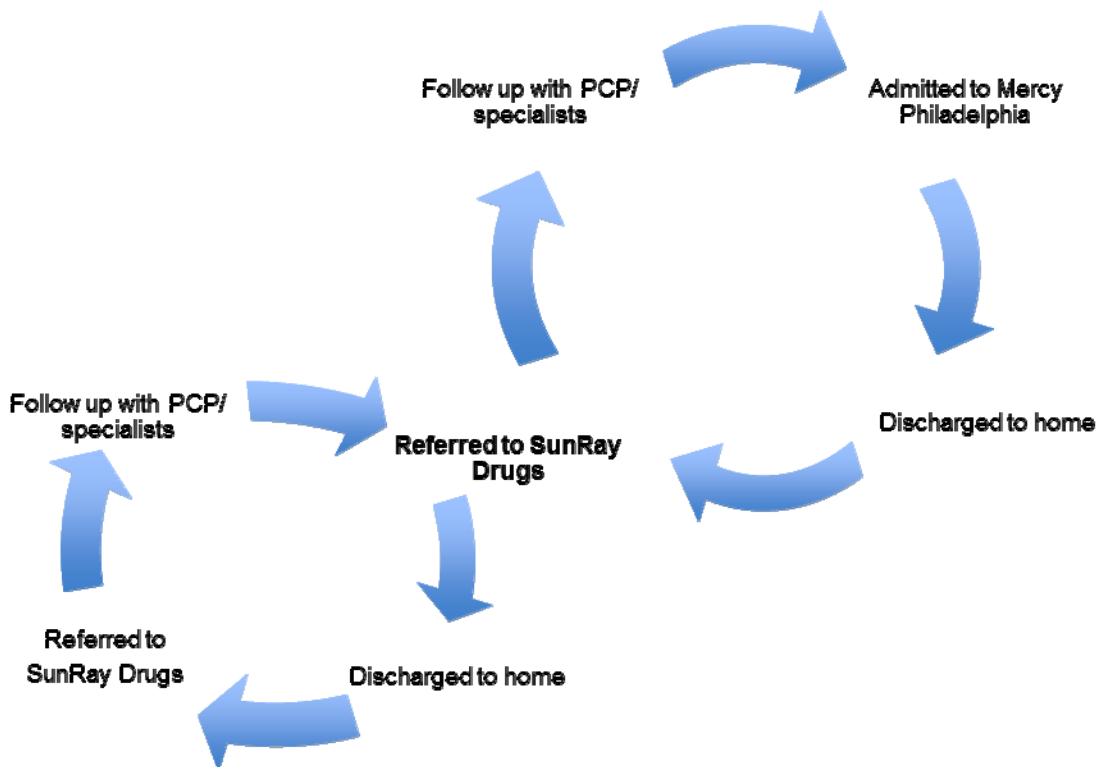 Follow up with PCP/
specialists
Admitted to Mercy
Philadelphia
Follow up with PCP/
specialists
Referred to SunRay
Drugs
Discharged to home
Referred to
SunRay Drugs
Discharged to home